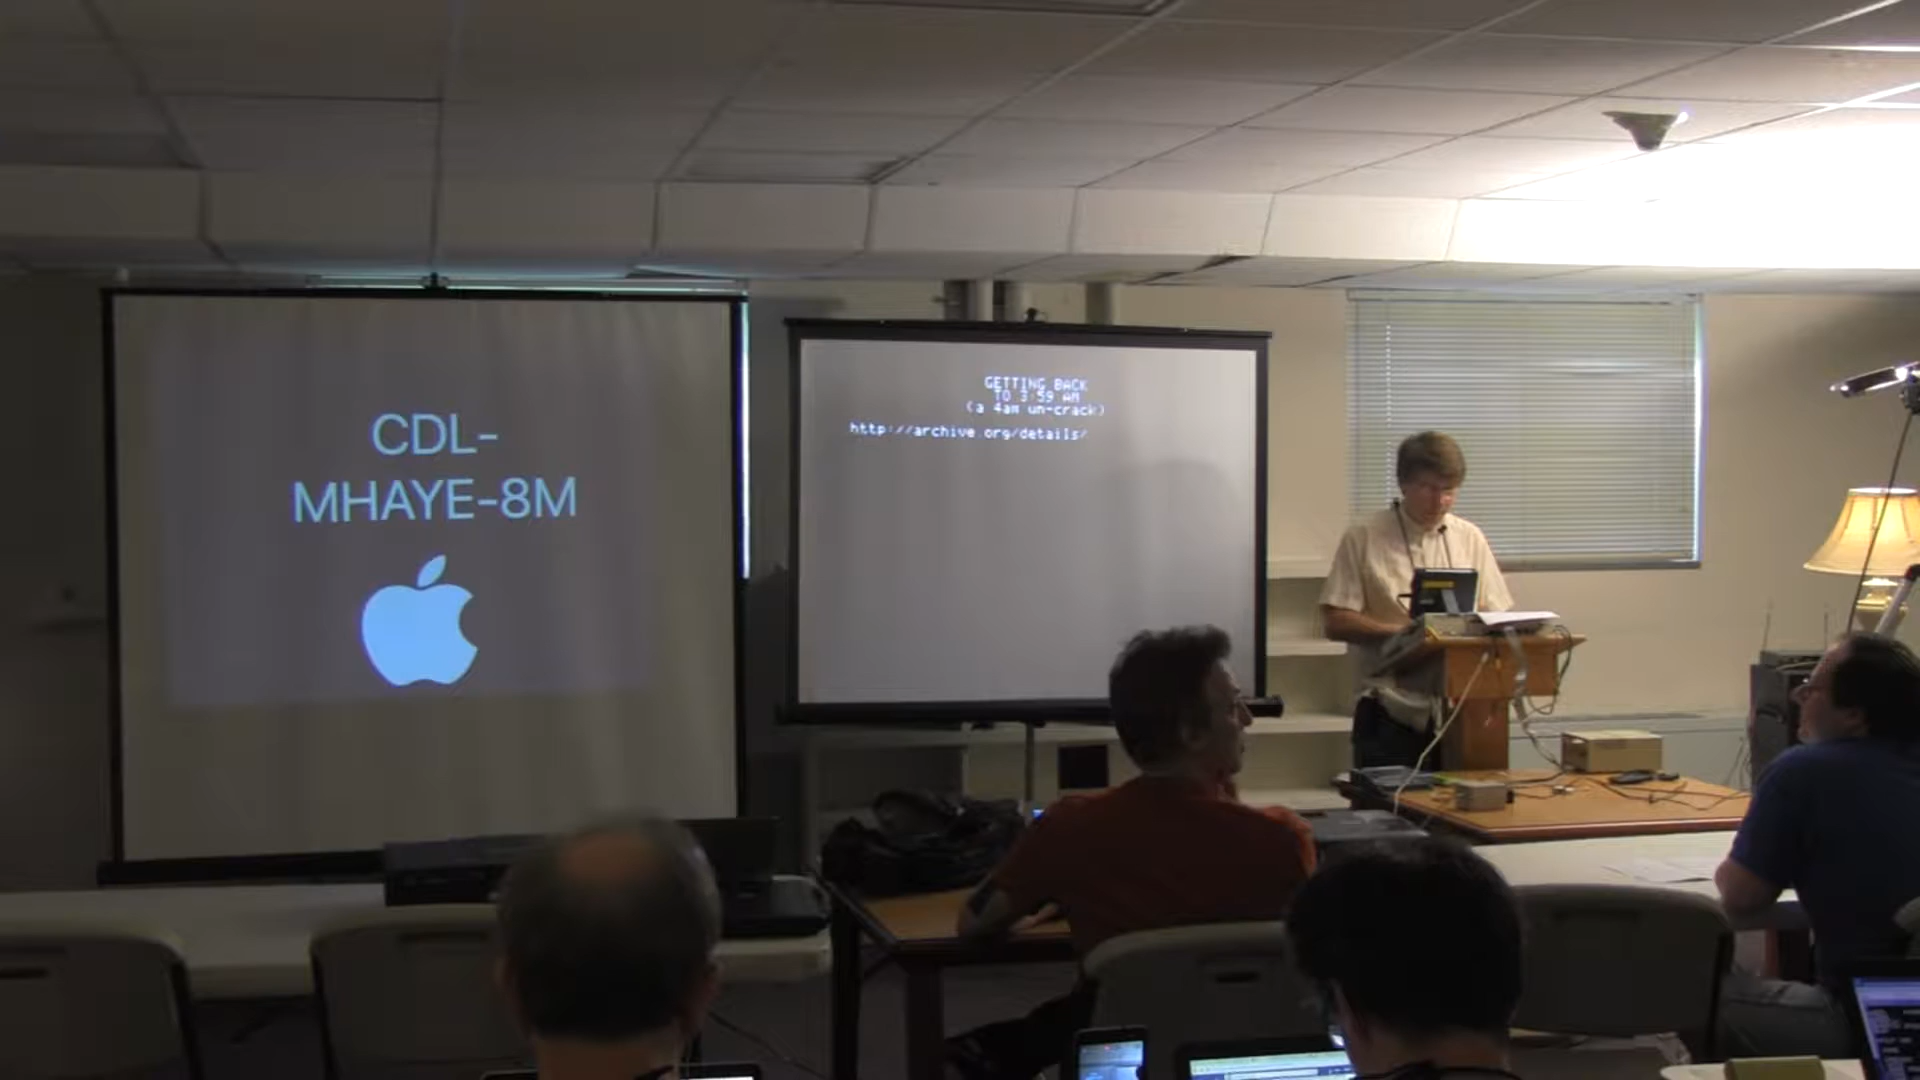 CDL-
MHAYE-8M
GETTING BACK
TO 3:59 AM
(a 4am un-crack)
http://archive.org/details/